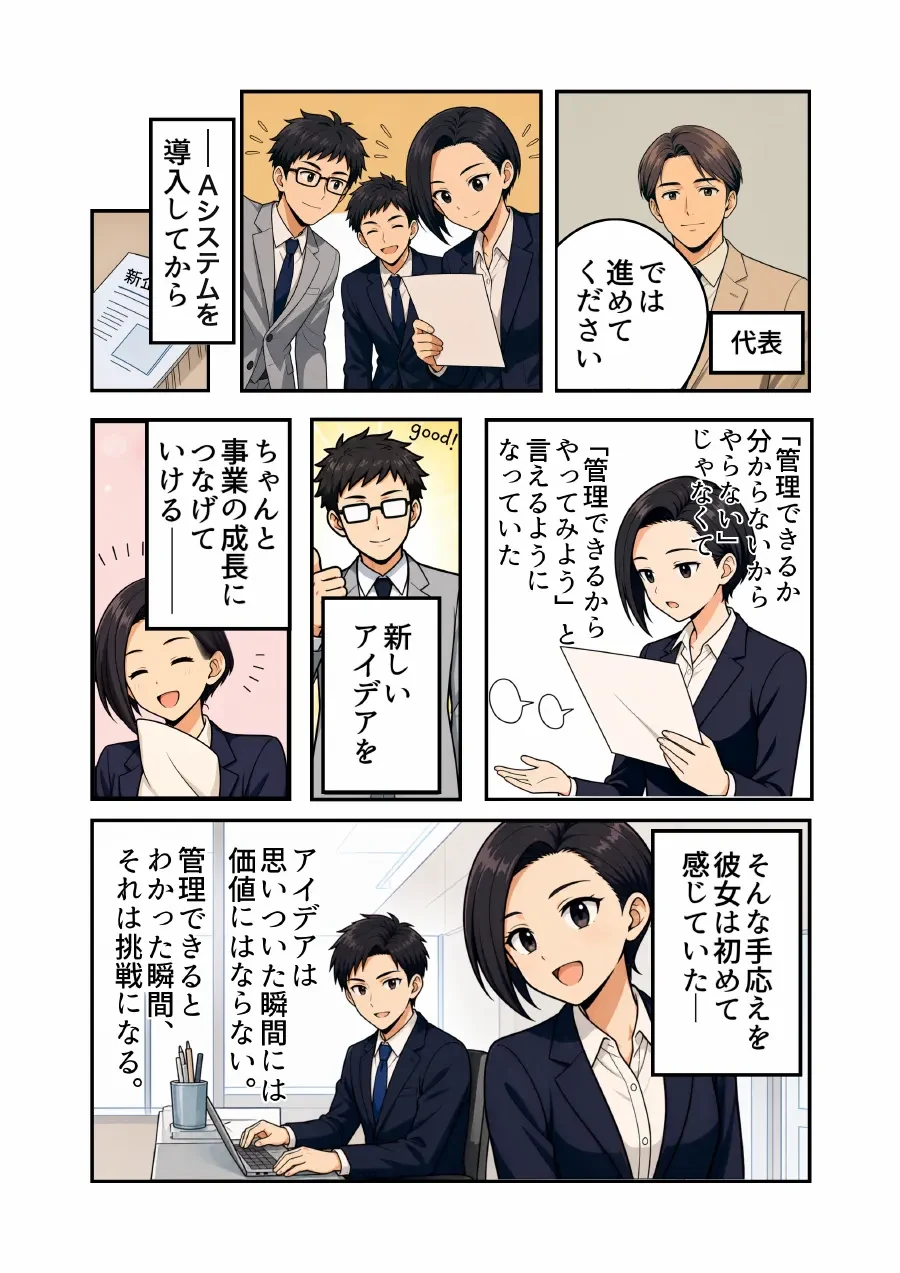 では
進めて
ください
代表
―Aシステムを
導入してから
新企
「管理できるか
分からないから
やらない」
じゃなくて
「管理できるから
やってみよう」と
言えるように
なっていた
good!
新しい
アイデアを
ちゃんと
事業の成長に
つなげて
いける――
そんな手応えを
彼女は初めて
感じていた―
アイデアは
思いついた瞬間には
価値にはならない。
管理できると
わかった瞬間、
それは挑戦になる。